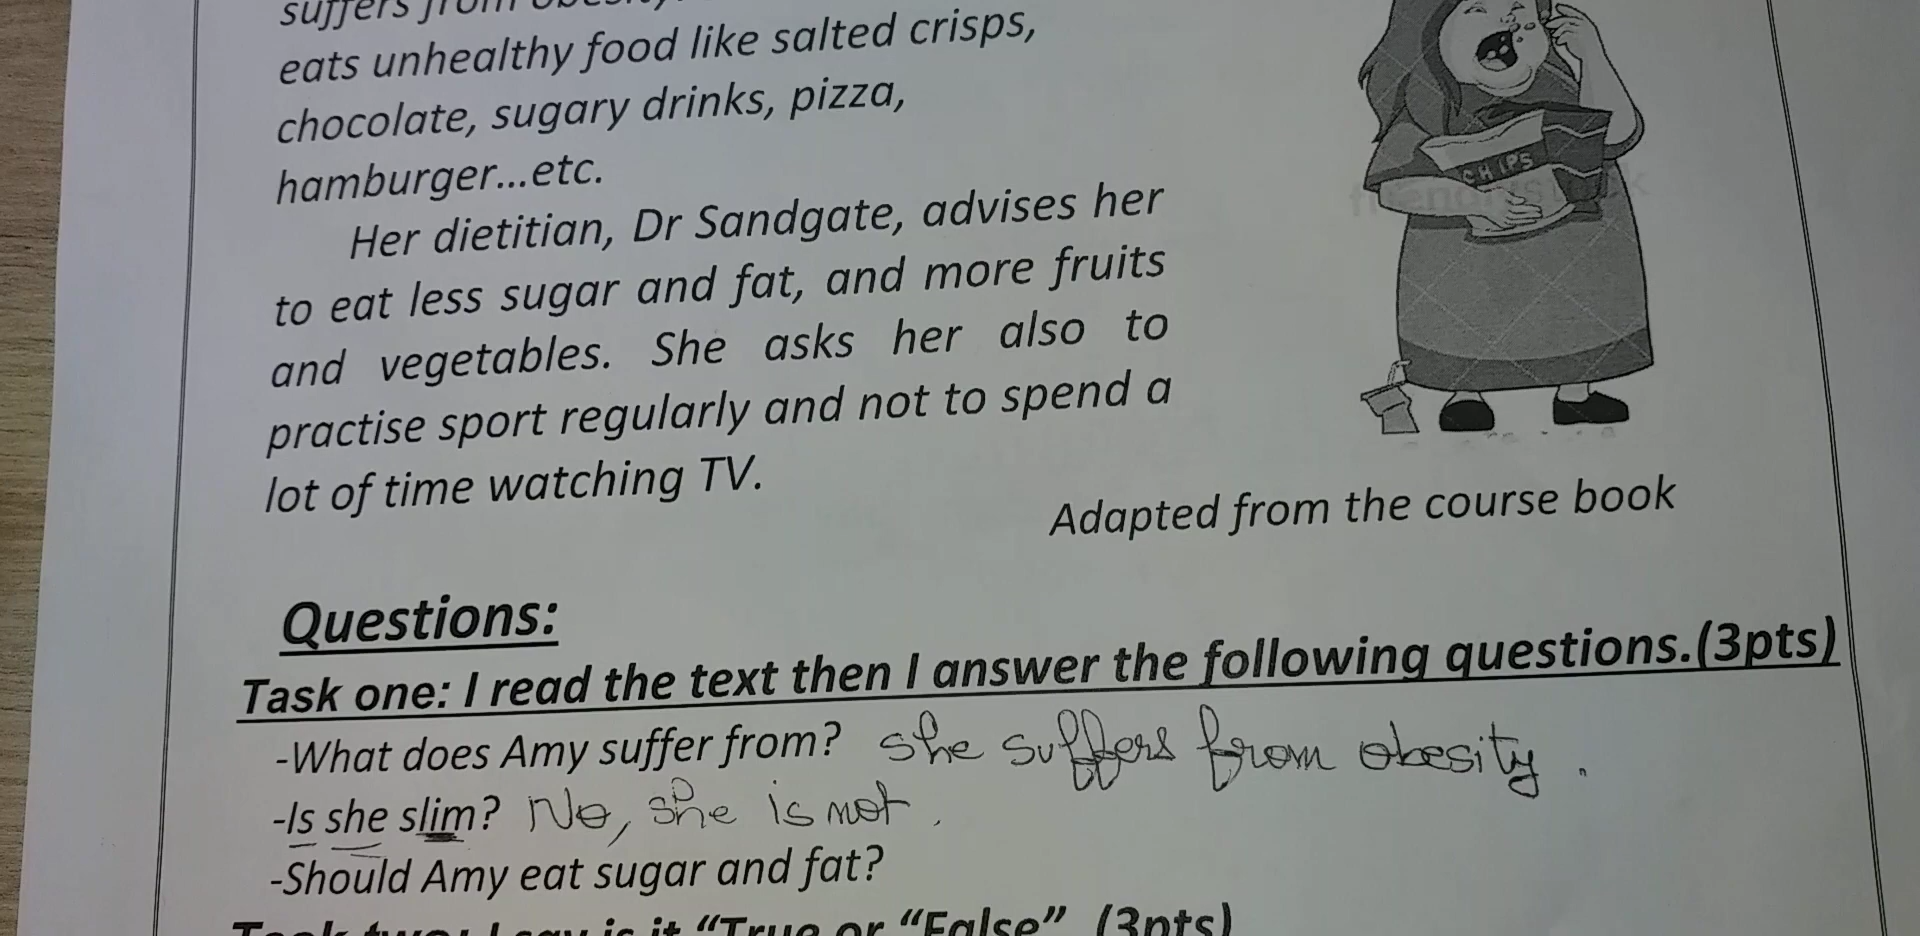 suffers from
eats unhealthy food like salted crisps,
chocolate, sugary drinks, pizza,
hamburger...etc.
CHIPS
Her dietitian, Dr Sandgate, advises her
to eat less sugar and fat, and more fruits
and vegetables. She asks her also to
practise sport regularly and not to spend a
lot of time watching TV.
Adapted from the course book
Questions:
Task one: I read the text then I answer the following questions.(3pts)
-What does Amy suffer from? she suffers from obesity.
-Is she slim? No, she is not.
-Should Amy eat sugar and fat?
Task two: I say is it "True or "False" (3pts)